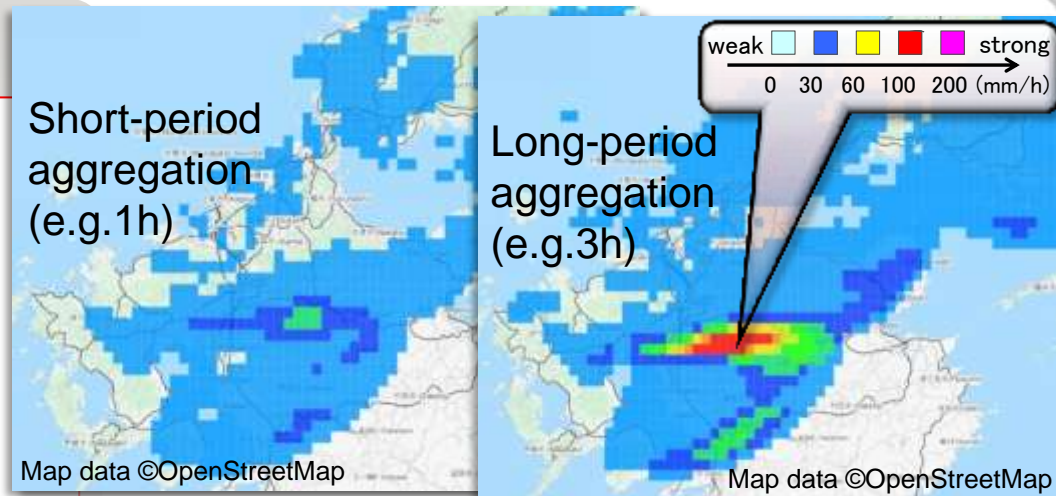 Short-period
aggregation
(e.g.1h)
Map data ©OpenStreetMap
weak strong
0 30 60 100 200 (mm/h)
Long-period
aggregation
(e.g.3h)
Map data ©OpenStreetMap